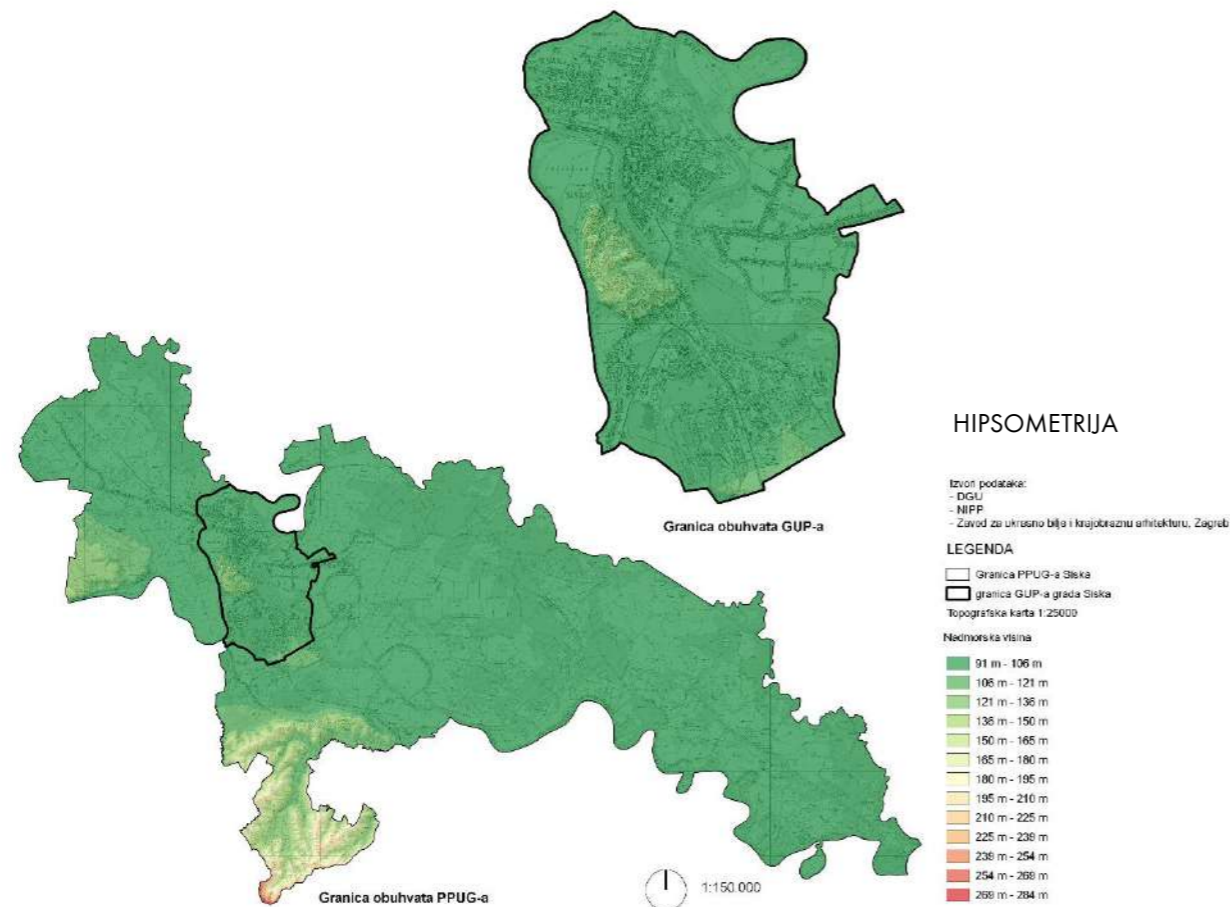 Granica obuhvata GUP-a
HIPSOMETRIJA
Izvori podataka:
- DGU
- NIPP
- Zavod za ukrasno bilje i krajobraznu arhitekturu, Zagreb
LEGENDA
Granica PPUG-a Siska
granica GUP-a grada Siska
Topografska karta 1:25000
Nadmorska visina
91 m - 106 m
106 m - 121 m
121 m - 136 m
136 m - 150 m
150 m - 165 m
165 m - 180 m
180 m - 195 m
195 m - 210 m
210 m - 225 m
225 m - 239 m
239 m - 254 m
254 m - 269 m
269 m - 284 m
Granica obuhvata PPUG-a
1:150.000